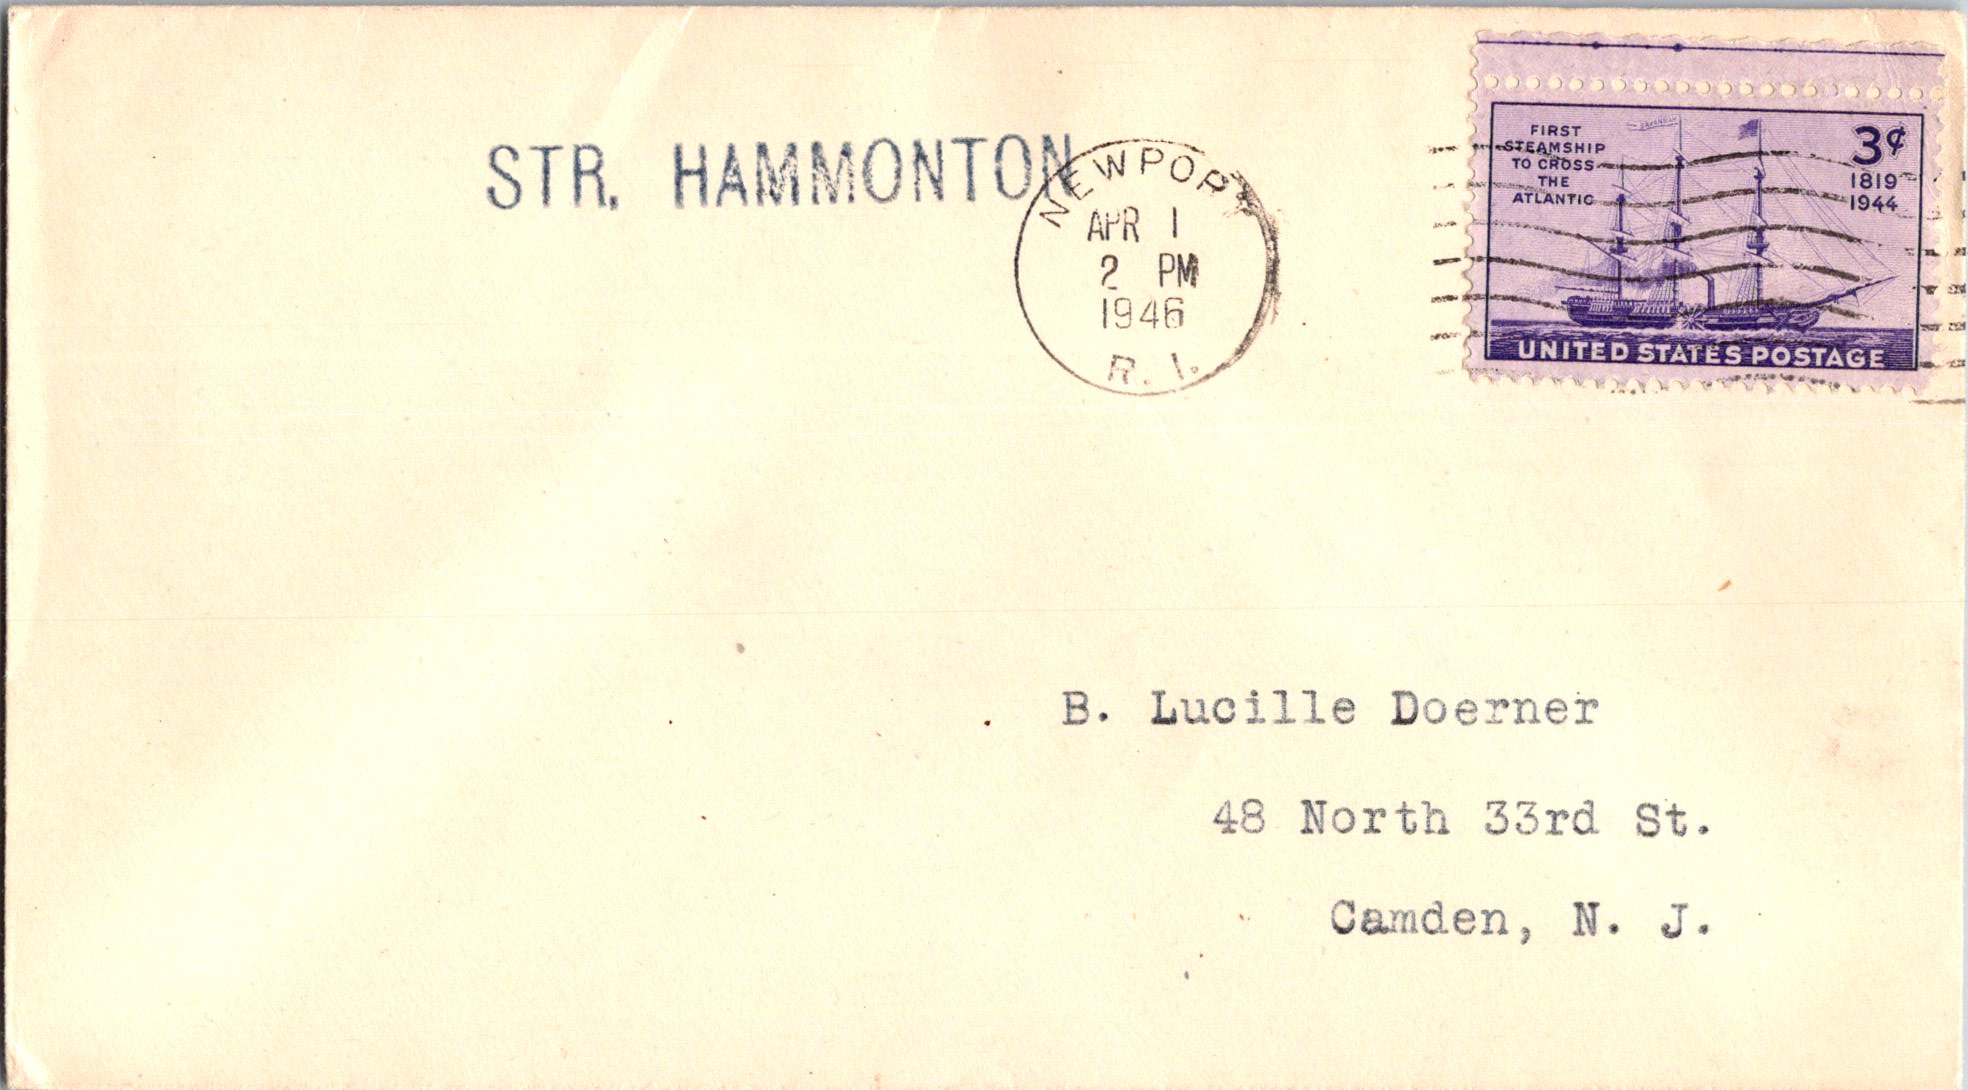 STR. HAMMONTON
NEWPORT
APR 1
2 PM
1946
R. I.
FIRST
STEAMSHIP
TO CROSS
THE
ATLANTIC
SAVANNAH
3¢
1819
1944
UNITED STATES POSTAGE
B. Lucille Doerner
48 North 33rd St.
Camden, N. J.